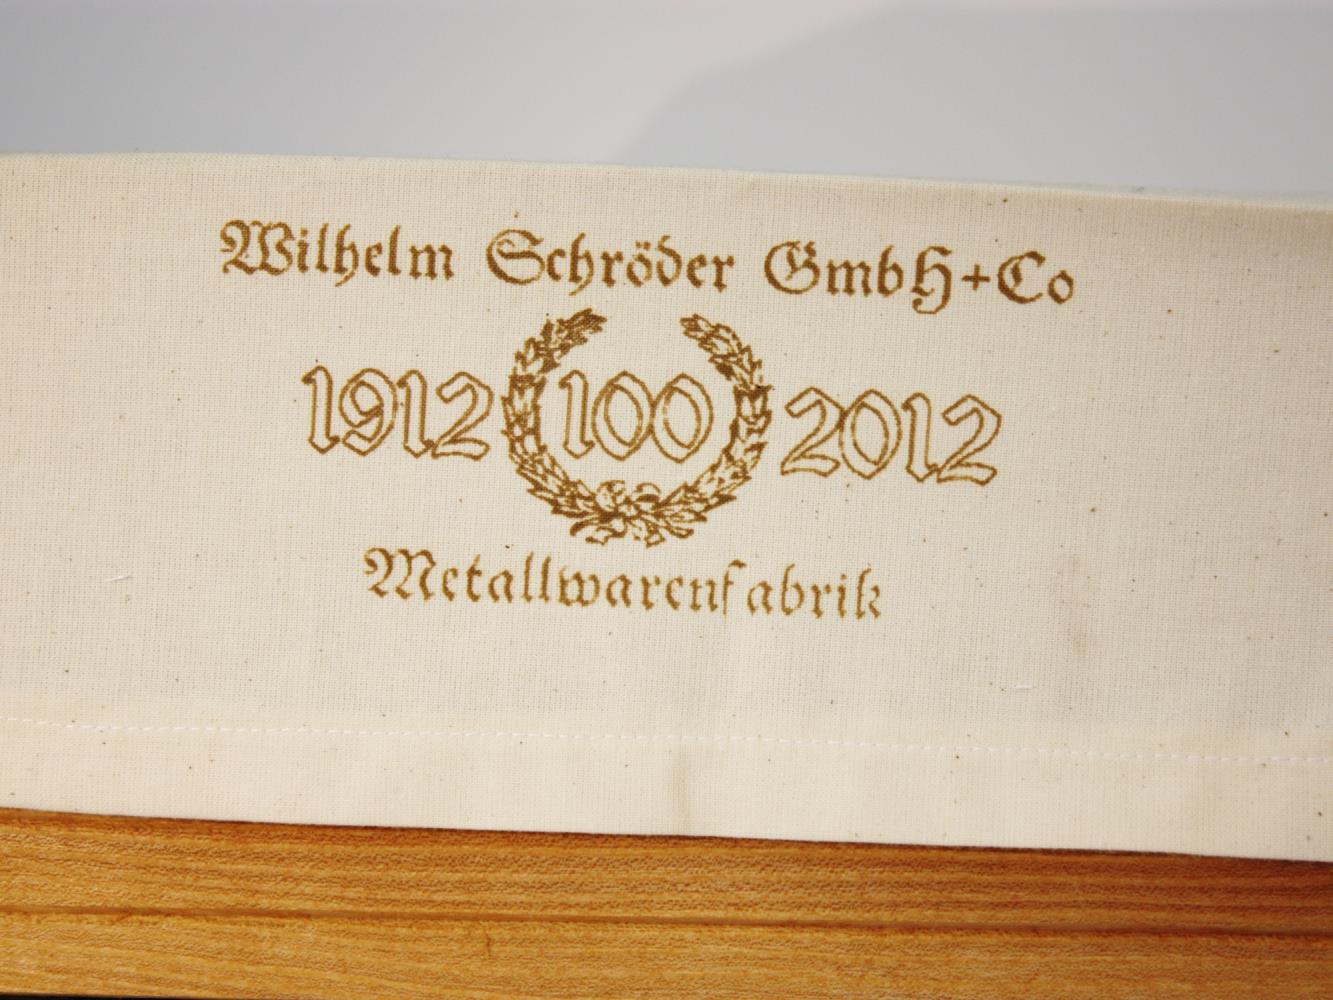 Wilhelm Schröder GmbH+Co
1912 100 2012
Metallwarenfabrik